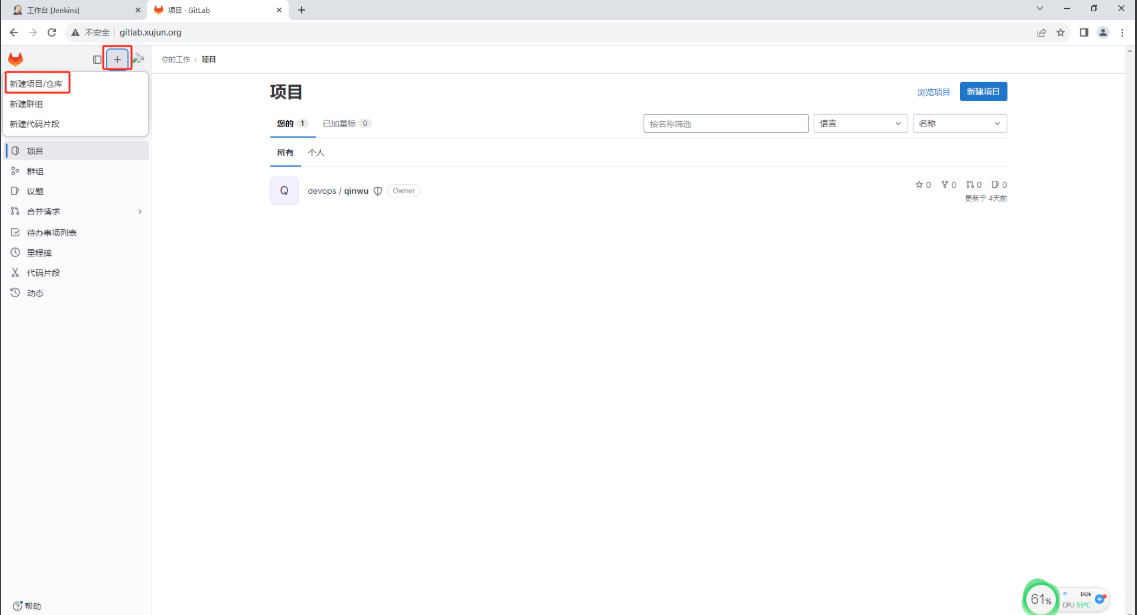 工作台 [Jenkins]
项目 · GitLab
不安全 gitlab.xujun.org
你的工作 › 项目
新建项目/仓库
新建群组
新建代码片段
项目
群组
议题
合并请求
待办事项列表
里程碑
代码片段
动态
帮助
项目
浏览项目 新建项目
您的 1 已加星标 0
按名称筛选 语言 名称
所有 个人
Q devops / qinwu Owner
0 0 0 0
更新于 4天前
61%
CPU 55°C